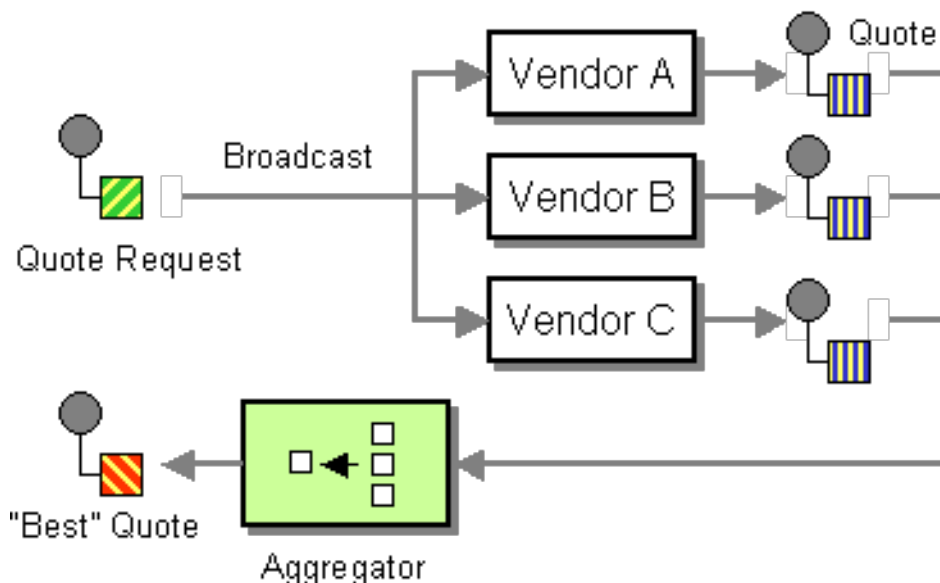 Quote
Vendor A
Broadcast
Vendor B
Quote Request
Vendor C
"Best" Quote
Aggregator